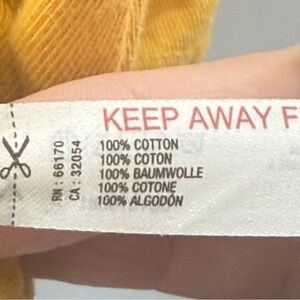 KEEP AWAY F
100% COTTON
100% COTON
100% BAUMWOLLE
100% COTONE
100% ALGODÓN
RN : 66170
CA : 32054